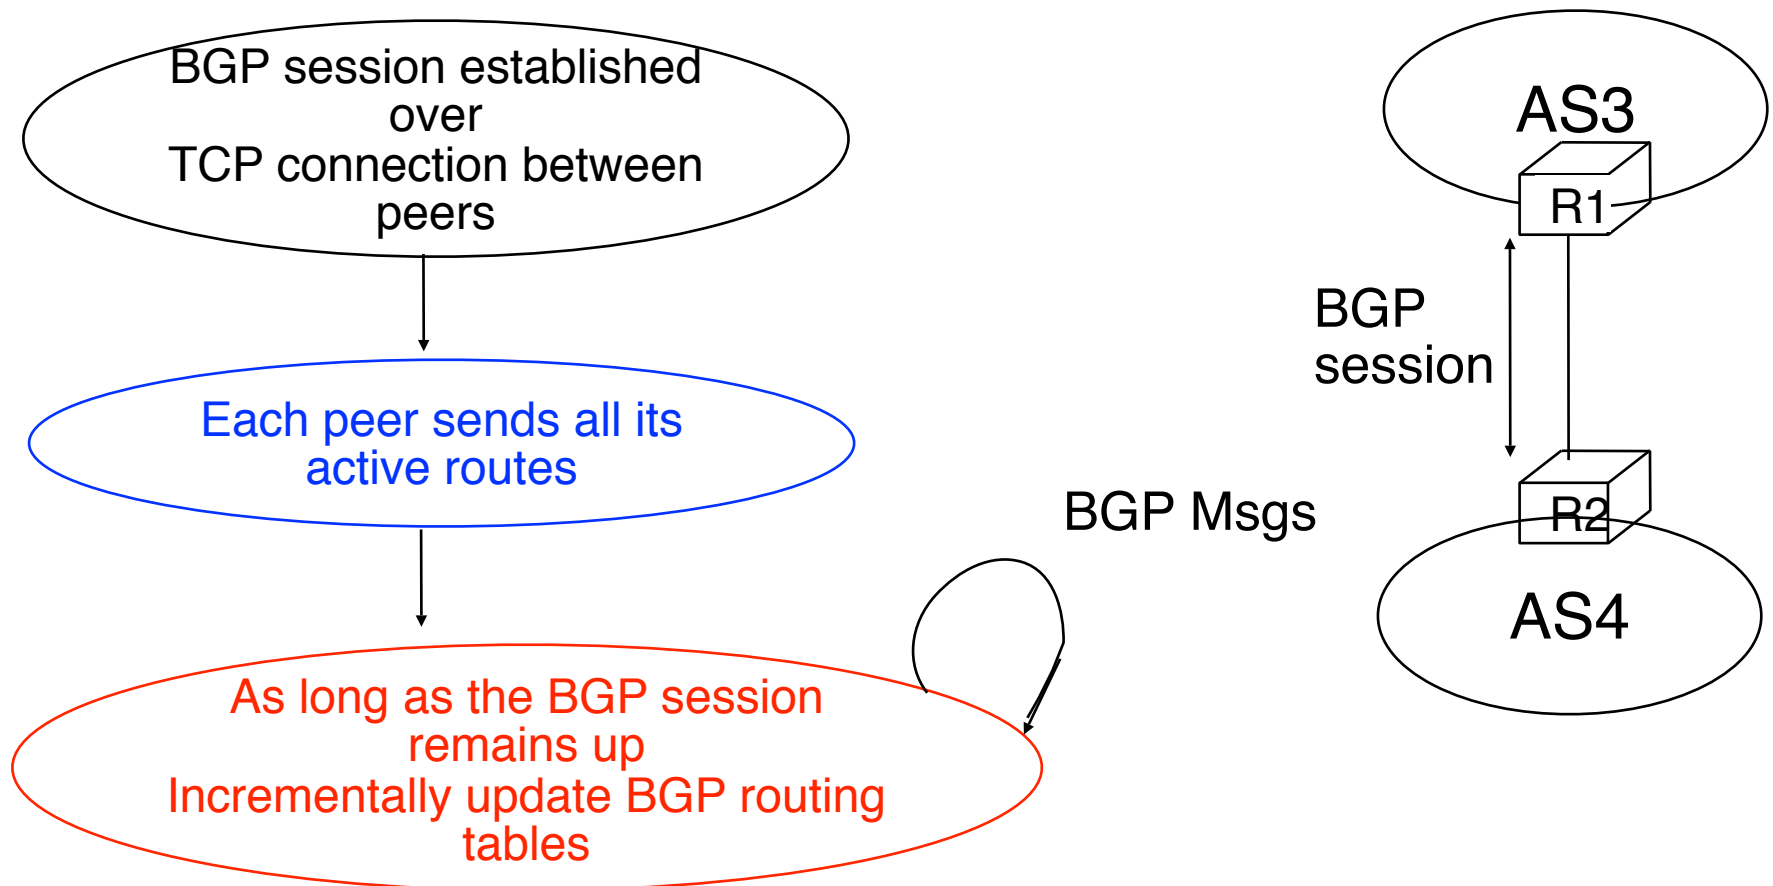 BGP session established
over
TCP connection between
peers
Each peer sends all its
active routes
As long as the BGP session
remains up
Incrementally update BGP routing
tables
BGP Msgs
AS3
R1
BGP
session
R2
AS4